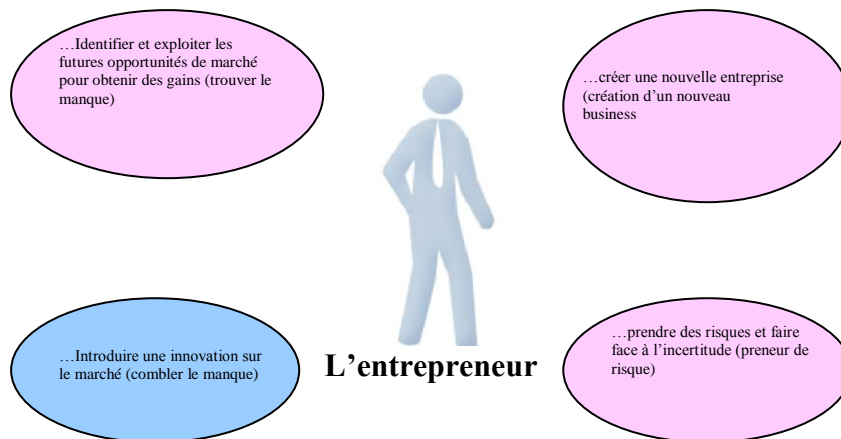 …Identifier et exploiter les
futures opportunités de marché
pour obtenir des gains (trouver le
manque)
…créer une nouvelle entreprise
(création d’un nouveau
business
…Introduire une innovation sur
le marché (combler le manque)
L’entrepreneur
…prendre des risques et faire
face à l’incertitude (preneur de
risque)